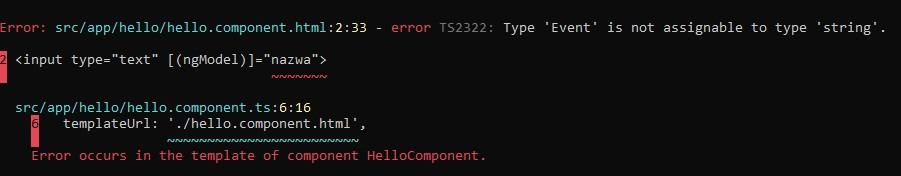 Error: src/app/hello/hello.component.html:2:33 - error TS2322: Type 'Event' is not assignable to type 'string'.
2 <input type="text" [(ngModel)]="nazwa">
~~~~~~~
src/app/hello/hello.component.ts:6:16
6 templateUrl: './hello.component.html',
~~~~~~~~~~~~~~~~~~~~~~~~
Error occurs in the template of component HelloComponent.